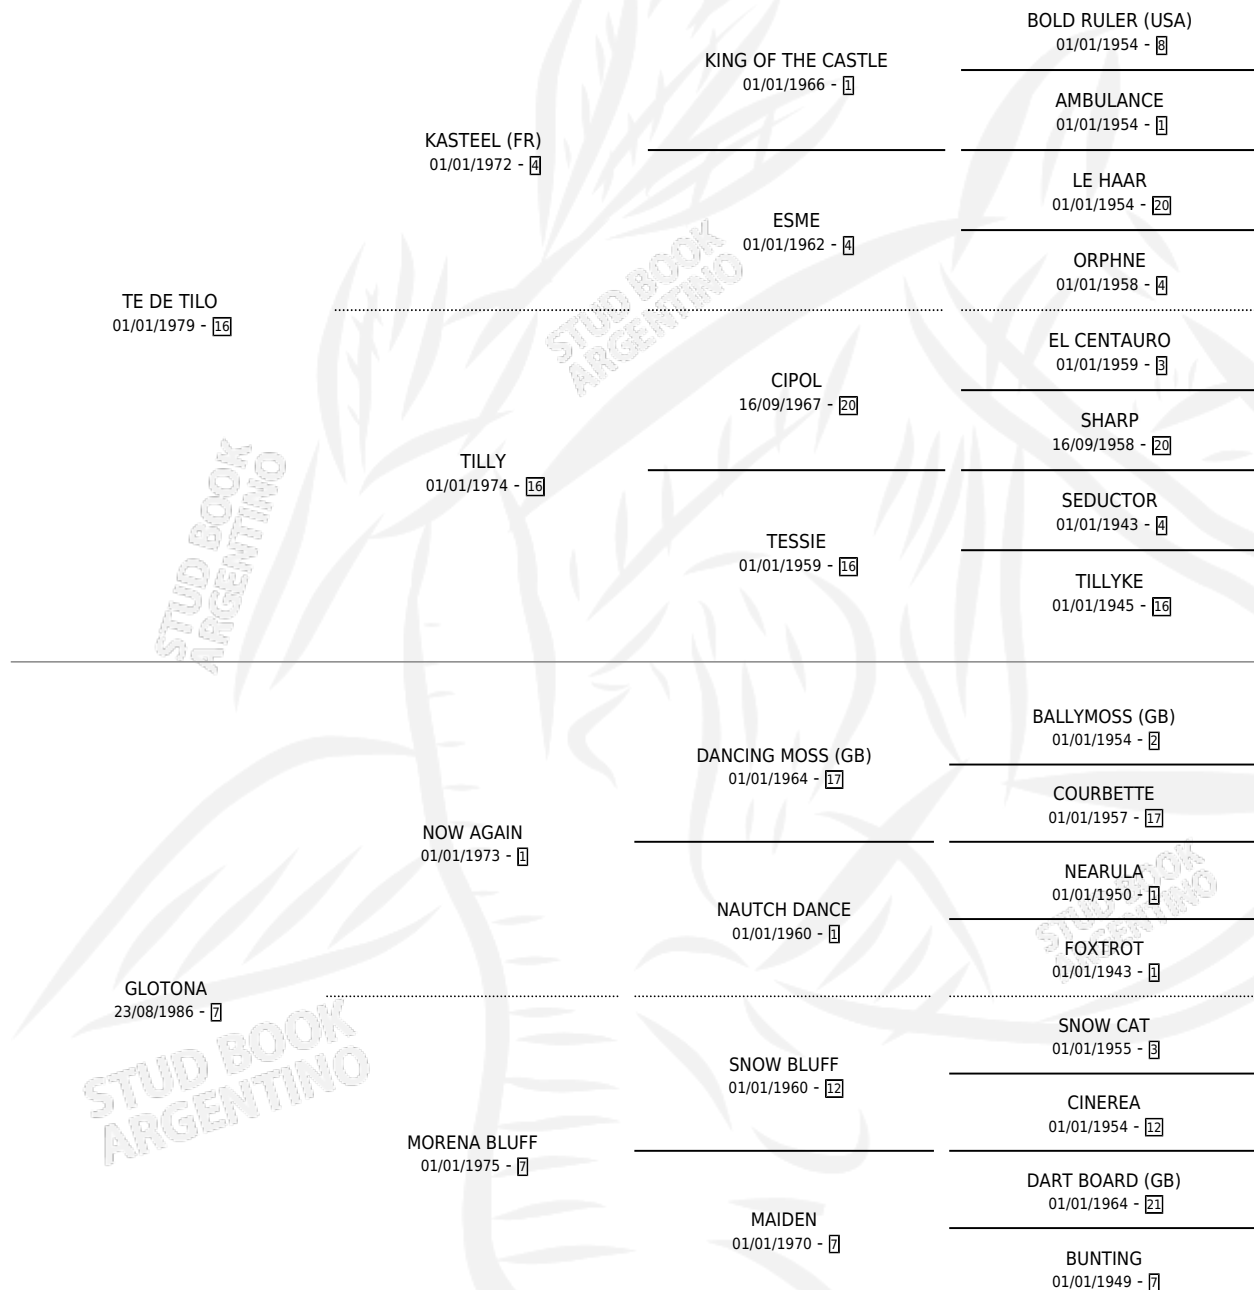 BOLD RULER (USA)
01/01/1954 - 8
KING OF THE CASTLE
01/01/1966 - 1
AMBULANCE
01/01/1954 - 1
KASTEEL (FR)
01/01/1972 - 4
LE HAAR
01/01/1954 - 20
ESME
01/01/1962 - 4
ORPHNE
01/01/1958 - 4
TE DE TILO
01/01/1979 - 16
EL CENTAURO
01/01/1959 - 3
CIPOL
16/09/1967 - 20
SHARP
16/09/1958 - 20
TILLY
01/01/1974 - 16
SEDUCTOR
01/01/1943 - 4
TESSIE
01/01/1959 - 16
TILLYKE
01/01/1945 - 16
BALLYMOSS (GB)
01/01/1954 - 2
DANCING MOSS (GB)
01/01/1964 - 17
COURBETTE
01/01/1957 - 17
NOW AGAIN
01/01/1973 - 1
NEARULA
01/01/1950 - 1
NAUTCH DANCE
01/01/1960 - 1
FOXTROT
01/01/1943 - 1
GLOTONA
23/08/1986 - 7
SNOW CAT
01/01/1955 - 3
SNOW BLUFF
01/01/1960 - 12
CINEREA
01/01/1954 - 12
MORENA BLUFF
01/01/1975 - 7
DART BOARD (GB)
01/01/1964 - 21
MAIDEN
01/01/1970 - 7
BUNTING
01/01/1949 - 7
STUD BOOK
ARGENTINO
STUD BOOK
ARGENTINO
STUD BOOK
ARGENTINO
STUD BOOK
ARGENTINO